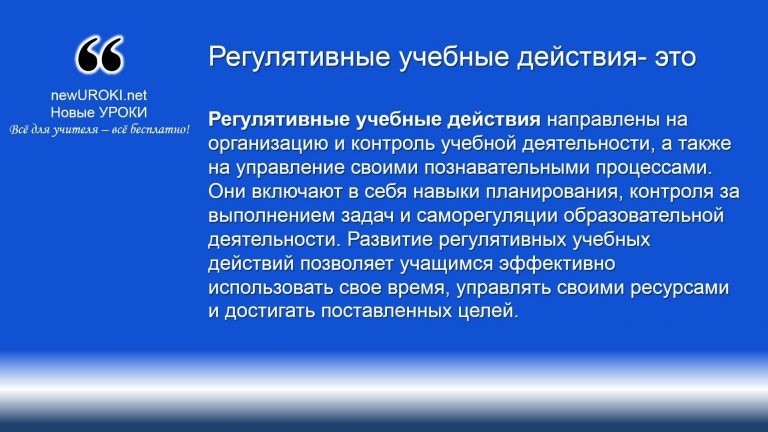 “
newUROKI.net
Новые УРОКИ
Всё для учителя – всё бесплатно!
Регулятивные учебные действия- это
Регулятивные учебные действия направлены на
организацию и контроль учебной деятельности, а также
на управление своими познавательными процессами.
Они включают в себя навыки планирования, контроля за
выполнением задач и саморегуляции образовательной
деятельности. Развитие регулятивных учебных
действий позволяет учащимся эффективно
использовать свое время, управлять своими ресурсами
и достигать поставленных целей.